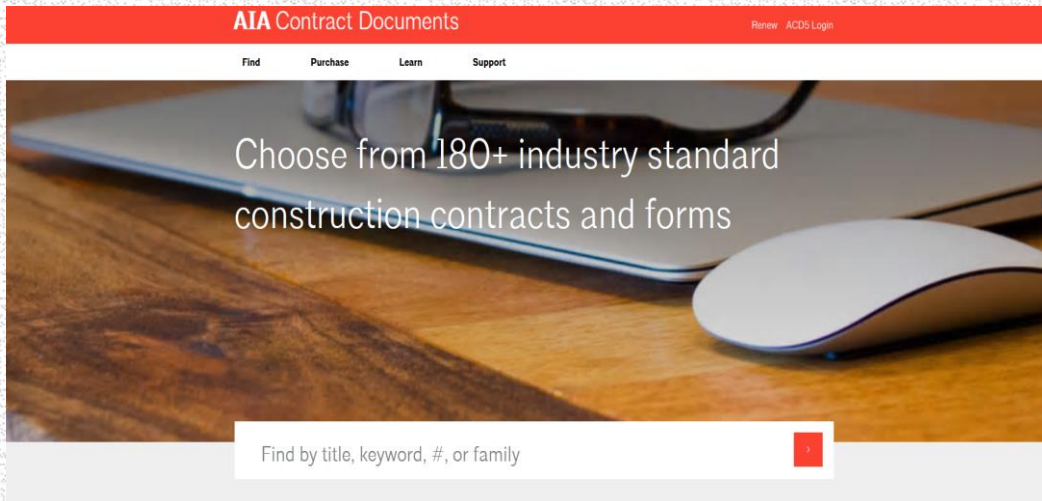 AIA Contract Documents
Renew ACD5 Login
Find Purchase Learn Support
Choose from 180+ industry standard
construction contracts and forms
Find by title, keyword, #, or family
>